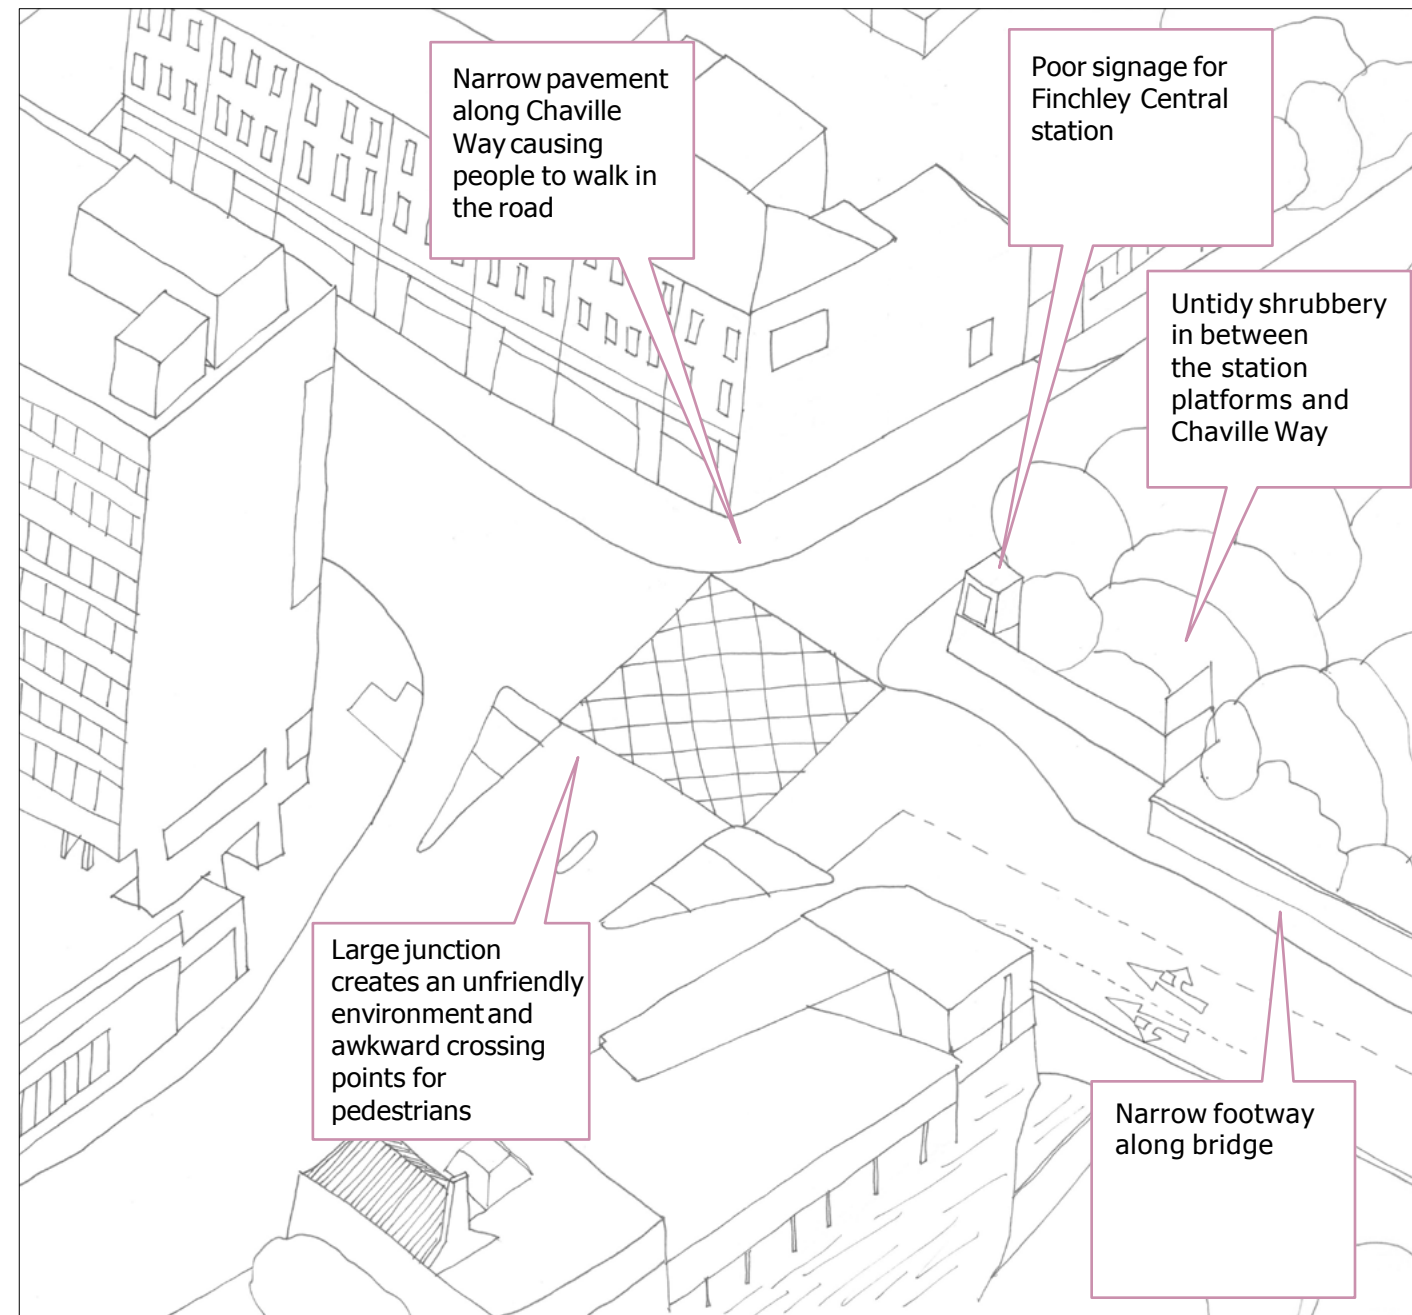 Narrow pavement
along Chaville
Way causing
people to walk in
the road
Poor signage for
Finchley Central
station
Untidy shrubbery
in between
the station
platforms and
Chaville Way
Large junction
creates an unfriendly
environment and
awkward crossing
points for
pedestrians
Narrow footway
along bridge